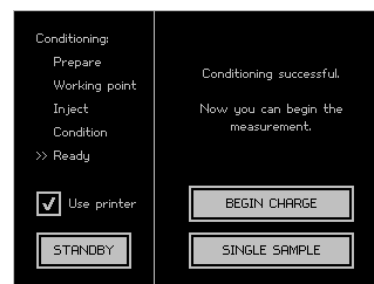 Conditioning:
Prepare
Working point
Inject
Condition
>> Ready
Use printer
STANDBY
Conditioning successful.
Now you can begin the
measurement.
BEGIN CHARGE
SINGLE SAMPLE